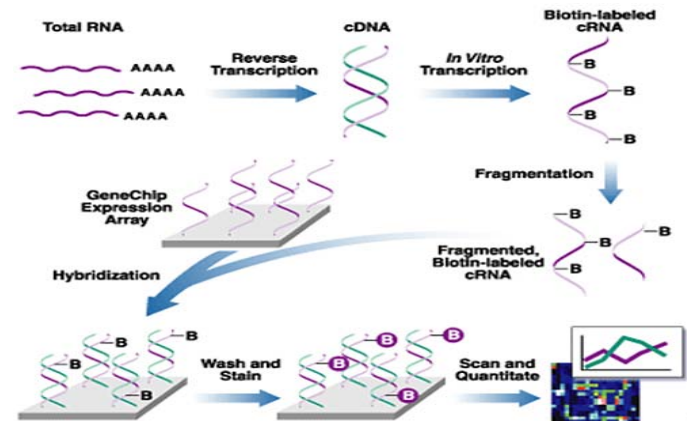 Total RNA
AAAA
AAAA
AAAA
Reverse
Transcription
cDNA
In Vitro
Transcription
Biotin-labeled
cRNA
B
B
B
B
Fragmentation
GeneChip
Expression
Array
B
B
B
B
Fragmented,
Biotin-labeled
cRNA
Hybridization
B
B
B
B
Wash and
Stain
B
B
B
B
Scan and
Quantitate